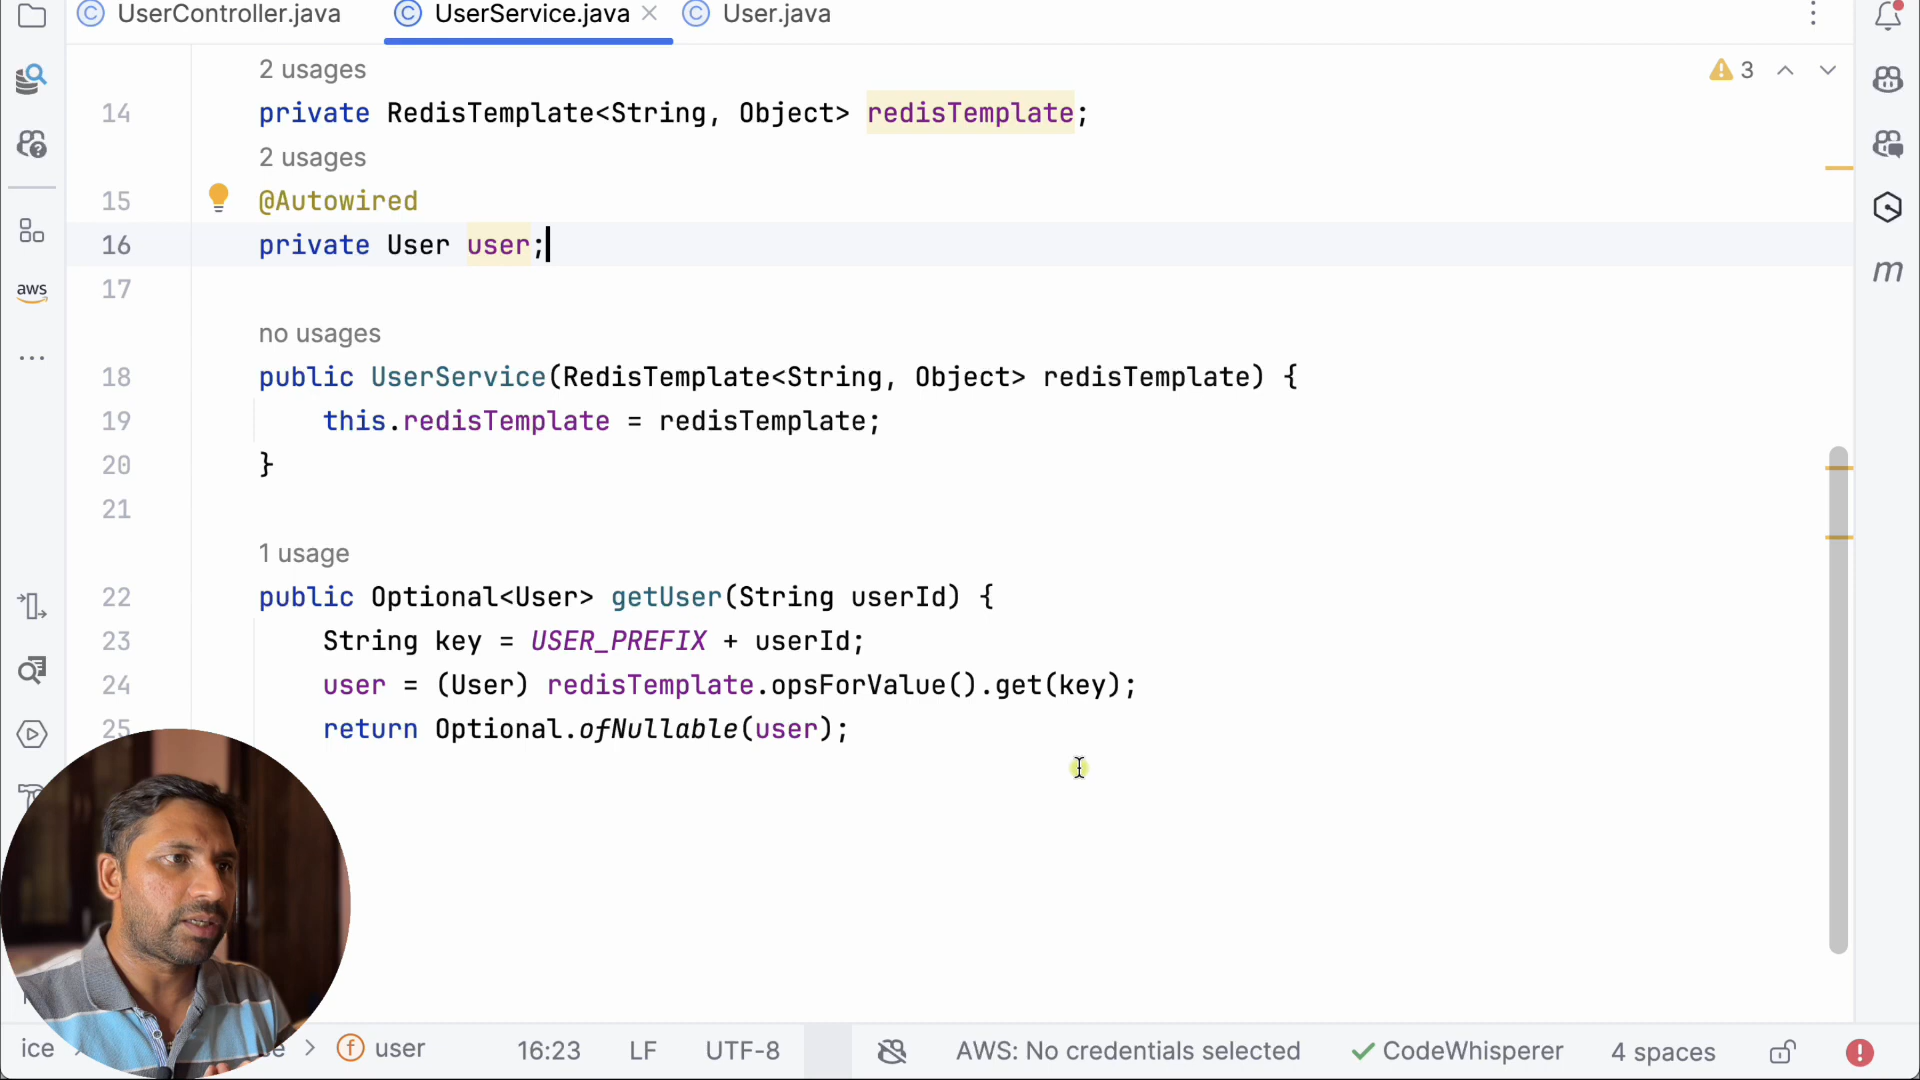 UserController.java
UserService.java
User.java
2 usages
3
14 private RedisTemplate<String, Object> redisTemplate;
2 usages
15 @Autowired
16 private User user;
17
no usages
18 public UserService(RedisTemplate<String, Object> redisTemplate) {
19 this.redisTemplate = redisTemplate;
20 }
21
1 usage
22 public Optional<User> getUser(String userId) {
23 String key = USER_PREFIX + userId;
24 user = (User) redisTemplate.opsForValue().get(key);
25 return Optional.ofNullable(user);
aws
m
ice
user
16:23
LF
UTF-8
AWS: No credentials selected
CodeWhisperer
4 spaces